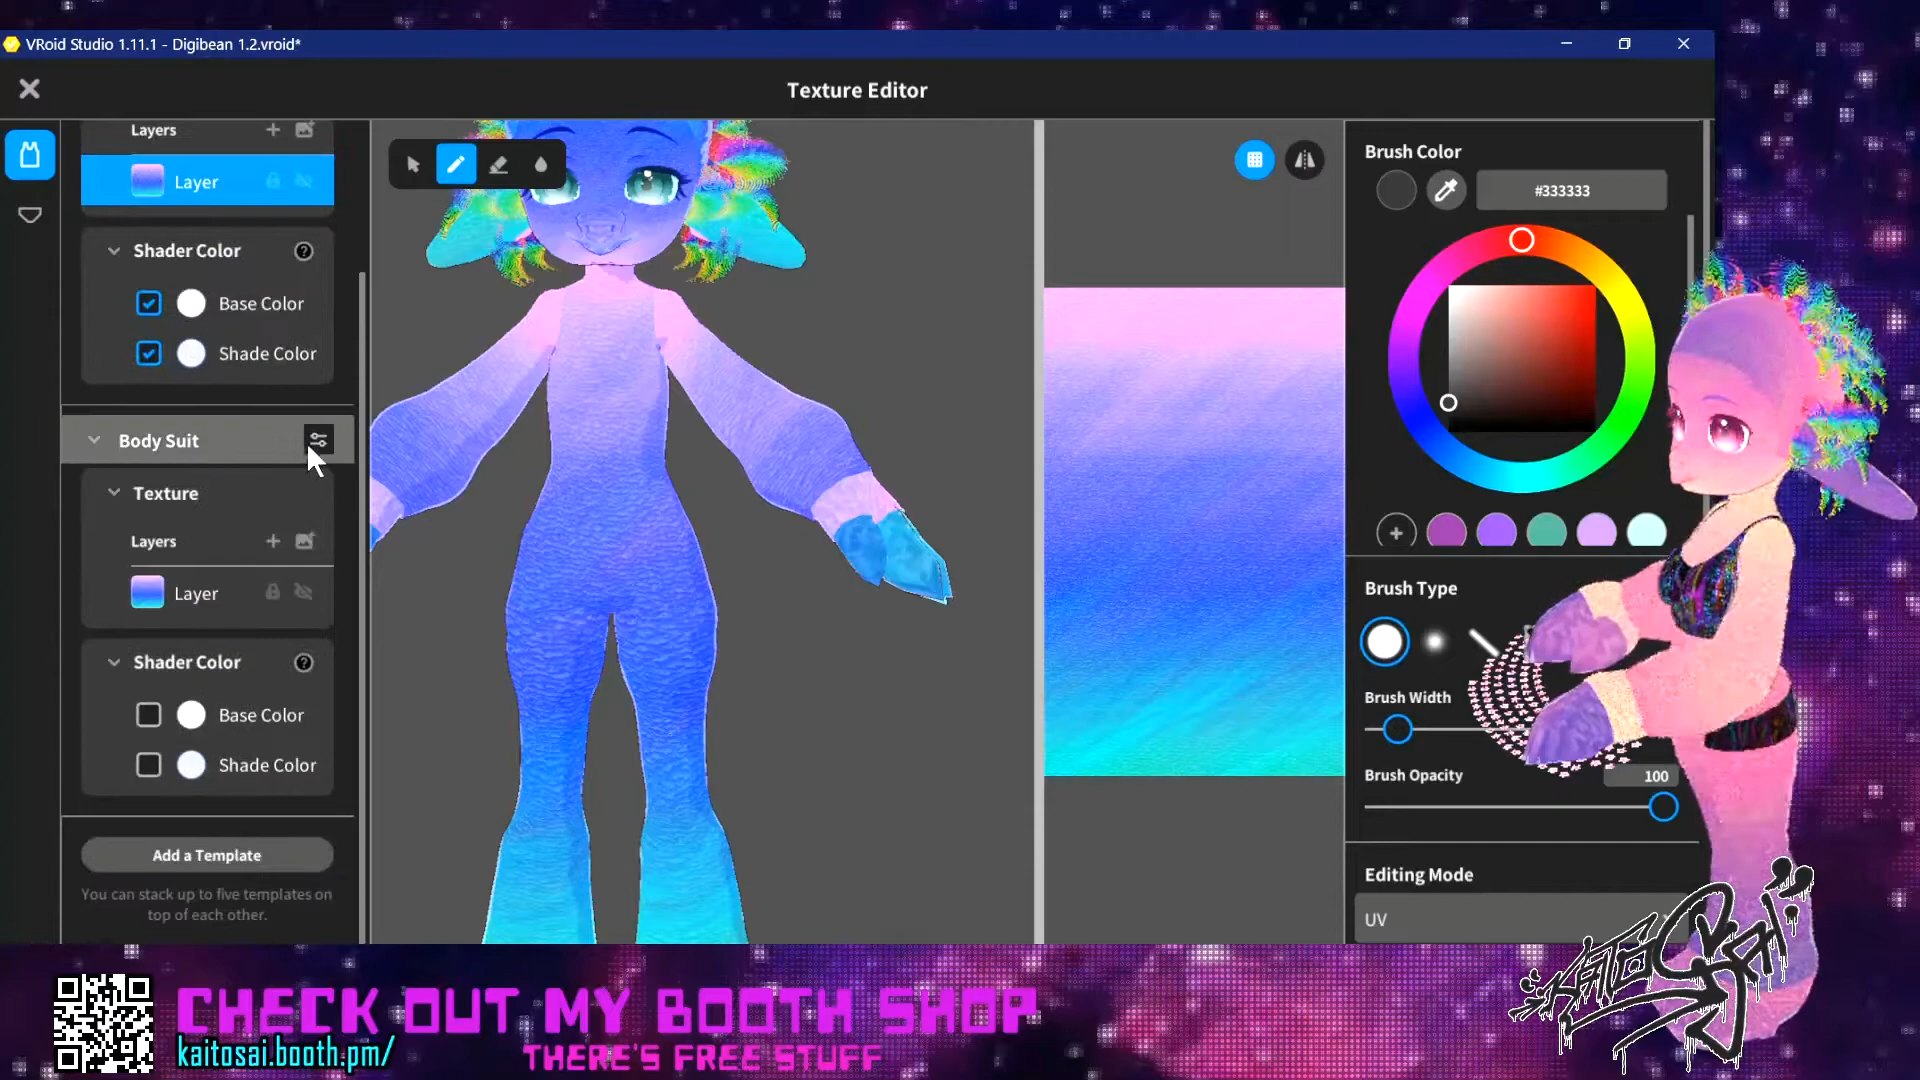 VRoid Studio 1.11.1 - Digibean 1.2.vroid*
Texture Editor
Layers
Layer
Shader Color
Base Color
Shade Color
Body Suit
Texture
Layers
Layer
Shader Color
Base Color
Shade Color
Add a Template
You can stack up to five templates on
top of each other.
Brush Color
#333333
Brush Type
Brush Width
Brush Opacity
100
Editing Mode
UV
CHECK OUT MY BOOTH SHOP
kaitosai.booth.pm/
THERE'S FREE STUFF
KAITOSAI